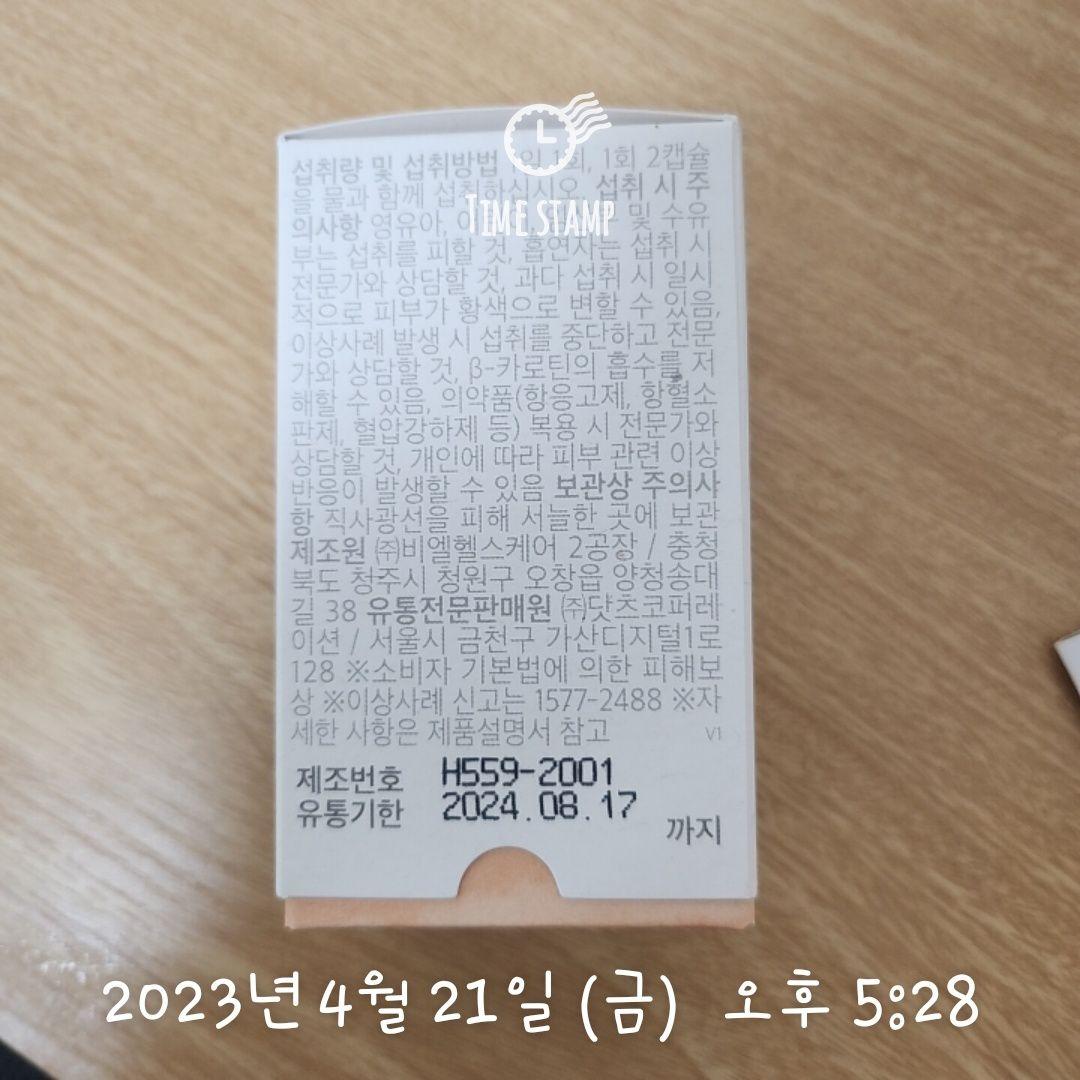 TIME STAMP
섭취량 및 섭취방법 1회, 1회 2캡슐
을 물과 함께 섭취하십시오. 섭취 시 주
의사항 영유아, 및 수유
부는 섭취를 피할 것, 흡연자는 섭취 시
전문가와 상담할 것, 과다 섭취 시 일시
적으로 피부가 황색으로 변할 수 있음,
이상사례 발생 시 섭취를 중단하고 전문
가와 상담할 것, β-카로틴의 흡수를 저
해할 수 있음, 의약품(항응고제, 항혈소
판제, 혈압강하제 등) 복용 시 전문가와
상담할 것, 개인에 따라 피부 관련 이상
반응이 발생할 수 있음 보관상 주의사
항 직사광선을 피해 서늘한 곳에 보관
제조원 ㈜비엘헬스케어 2공장 / 충청
북도 청주시 청원구 오창읍 양청송대
길 38 유통전문판매원 ㈜닷츠코퍼레
이션 / 서울시 금천구 가산디지털1로
128 ※소비자 기본법에 의한 피해보
상 ※이상사례 신고는 1577-2488 ※자
세한 사항은 제품설명서 참고 V1
제조번호 H559-2001
유통기한 2024.08.17
까지
2023년 4월 21일 (금) 오후 5:28